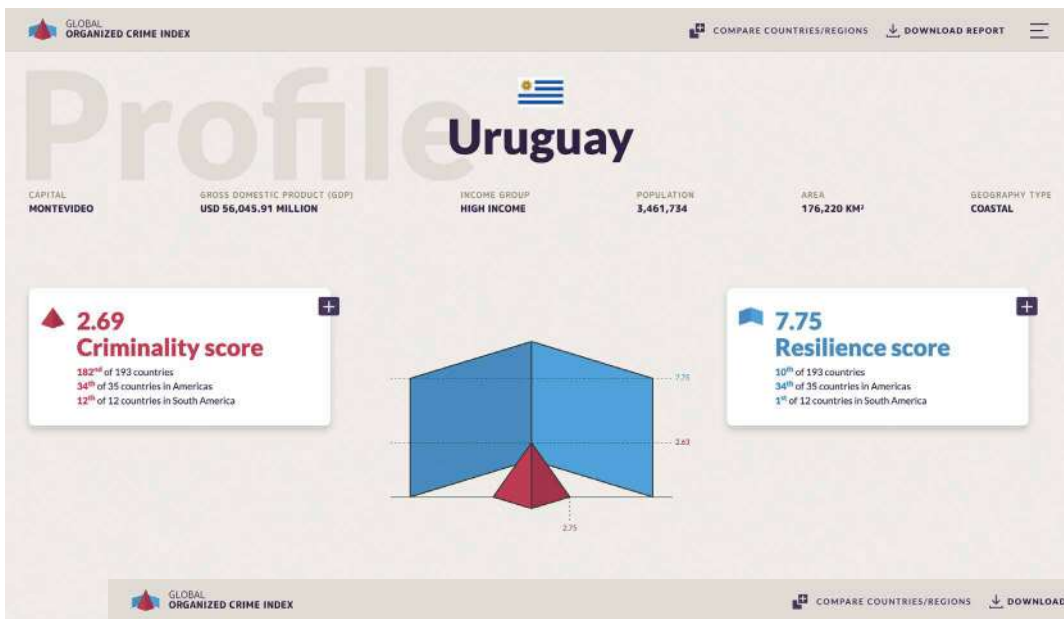 GLOBAL
ORGANIZED CRIME INDEX
COMPARE COUNTRIES/REGIONS
DOWNLOAD REPORT
Profile
Uruguay
CAPITAL
MONTEVIDEO
GROSS DOMESTIC PRODUCT (GDP)
USD 56,045.91 MILLION
INCOME GROUP
HIGH INCOME
POPULATION
3,461,734
AREA
176,220 KM²
GEOGRAPHY TYPE
COASTAL
2.69
Criminality score
182nd of 193 countries
34th of 35 countries in Americas
12th of 12 countries in South America
7.75
2.63
2.75
7.75
Resilience score
10th of 193 countries
34th of 35 countries in Americas
1st of 12 countries in South America
GLOBAL
ORGANIZED CRIME INDEX
COMPARE COUNTRIES/REGIONS
DOWNLOAD